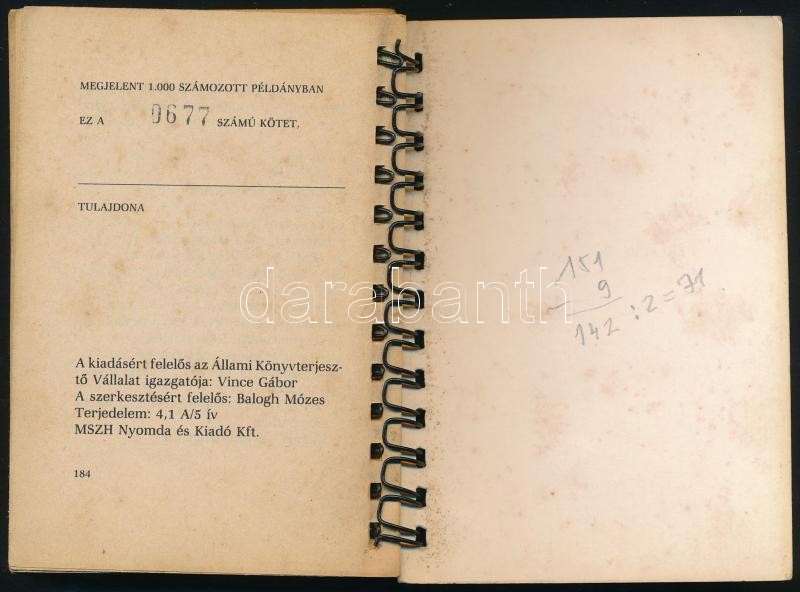 MEGJELENT 1.000 SZÁMOZOTT PÉLDÁNYBAN
EZ A 0677 SZÁMÚ KÖTET,
TULAJDONA
A kiadásért felelős az Állami Könyvterjesz-
tő Vállalat igazgatója: Vince Gábor
A szerkesztésért felelős: Balogh Mózes
Terjedelem: 4,1 A/5 ív
MSZH Nyomda és Kiadó Kft.
184
151
9
142 : 2 = 71
darabanth